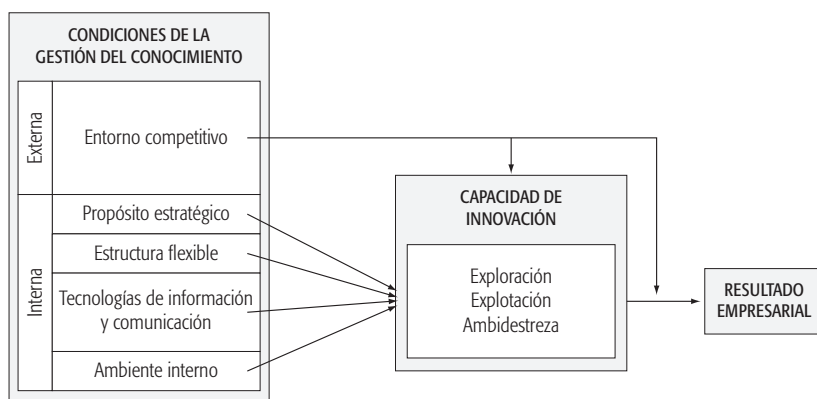 CONDICIONES DE LA
GESTIÓN DEL CONOCIMIENTO
Externa
Entorno competitivo
Interna
Propósito estratégico
Estructura flexible
Tecnologías de información
y comunicación
Ambiente interno
CAPACIDAD DE
INNOVACIÓN
Exploración
Explotación
Ambidestreza
RESULTADO
EMPRESARIAL